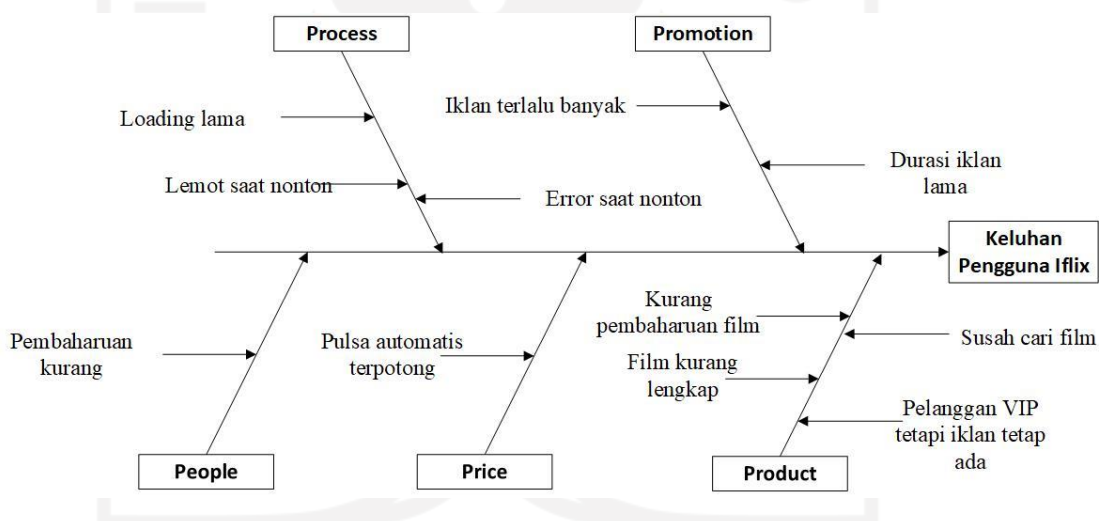 Process
Promotion
Loading lama
Iklan terlalu banyak
Lemot saat nonton
Error saat nonton
Durasi iklan
lama
Keluhan
Pengguna Iflix
Pembaharuan
kurang
Pulsa automatis
terpotong
Kurang
pembaharuan film
Susah cari film
Film kurang
lengkap
Pelanggan VIP
tetapi iklan tetap
ada
People
Price
Product